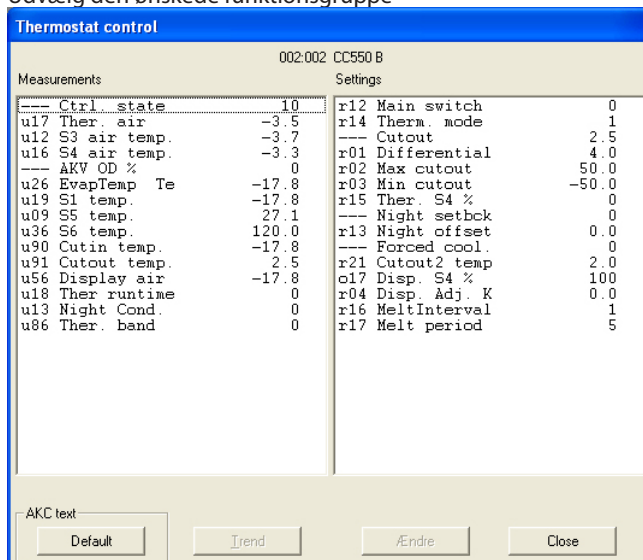 Udvælg den ønskede funktionsgruppe
Thermostat control
002:002 CC550 B
Measurements
Settings
--- Ctrl. state 10
u17 Ther. air -3.5
u12 S3 air temp. -3.7
u16 S4 air temp. -3.3
--- AKV OD % 0
u26 EvapTemp Te -17.8
u19 S1 temp. -17.8
u09 S5 temp. 27.1
u36 S6 temp. 120.0
u90 Cutin temp. -17.8
u91 Cutout temp. 2.5
u56 Display air -17.8
u18 Ther runtime 0
u13 Night Cond. 0
u86 Ther. band 0
r12 Main switch 0
r14 Therm. mode 1
--- Cutout 2.5
r01 Differential 4.0
r02 Max cutout 50.0
r03 Min cutout -50.0
r15 Ther. S4 % 0
--- Night setbck 0
r13 Night offset 0.0
--- Forced cool. 0
r21 Cutout2 temp 2.0
o17 Disp. S4 % 100
r04 Disp. Adj. K 0.0
r16 MeltInterval 1
r17 Melt period 5
AKC text
Default
Trend
Ændre
Close